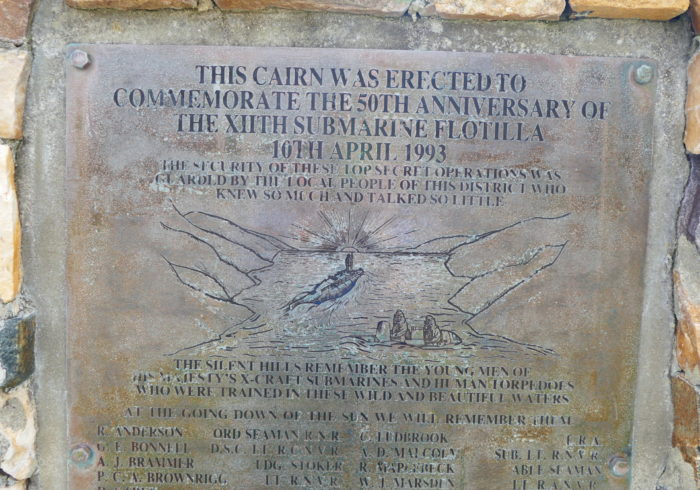 THIS CAIRN WAS ERECTED TO
COMMEMORATE THE 50TH ANNIVERSARY OF
THE XIITH SUBMARINE FLOTILLA
10TH APRIL 1993
THE SECURITY OF THESE TOP SECRET OPERATIONS WAS
GUARDED BY THE LOCAL PEOPLE OF THIS DISTRICT WHO
KNEW SO MUCH AND TALKED SO LITTLE
THE SILENT HILLS REMEMBER THE YOUNG MEN OF
HIS MAJESTY'S X-CRAFT SUBMARINES AND HUMAN TORPEDOES
WHO WERE TRAINED IN THESE WILD AND BEAUTIFUL WATERS
AT THE GOING DOWN OF THE SUN WE WILL REMEMBER THEM
R. ANDERSON ORD SEAMAN R.N.R. C. LUDBROOK E.R.A.
G. E. BONNELL D.S.C. LT. R.C.N.V.R. A. D. MALCOLM SUB. LT. R.N.V.R.
A. J. BRAMMER LDG. STOKER R. ABLE SEAMAN
P. C. A. BROWNRIGG LT. R.N.V.R. W. J. MARSDEN LT. R.A.N.V.R.